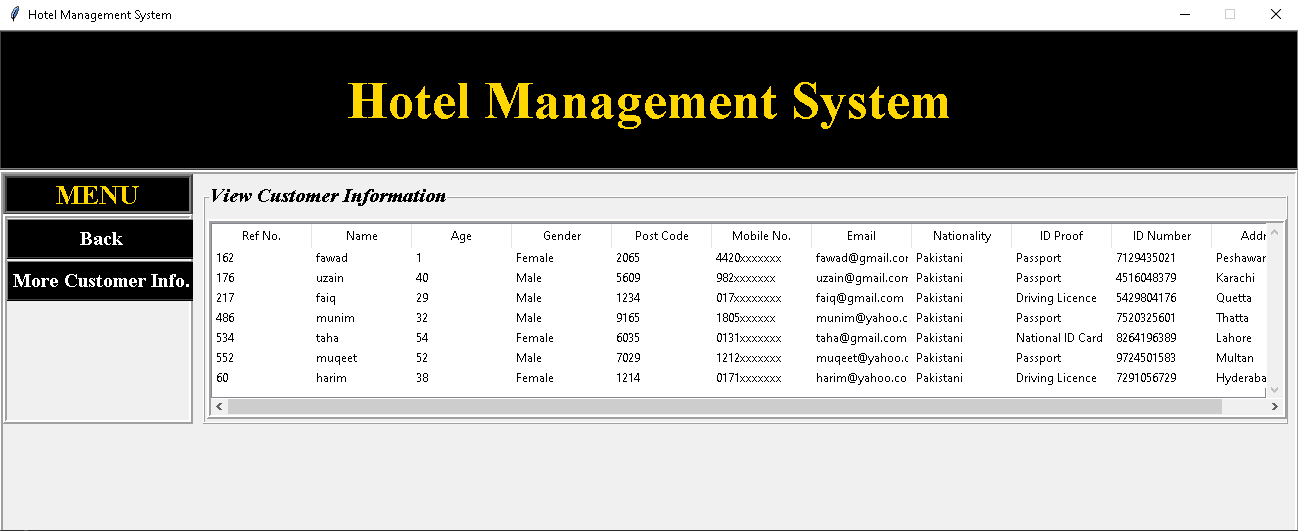 Hotel Management System
Hotel Management System
MENU
Back
More Customer Info.
View Customer Information
Ref No. Name Age Gender Post Code Mobile No. Email Nationality ID Proof ID Number Addr
162 fawad 1 Female 2065 4420xxxxxxx fawad@gmail.cor Pakistani Passport 7129435021 Peshawar
176 uzain 40 Male 5609 982xxxxxxx uzain@gmail.com Pakistani Passport 4516048379 Karachi
217 faiq 29 Male 1234 017xxxxxxxx faiq@gmail.com Pakistani Driving Licence 5429804176 Quetta
486 munim 32 Male 9165 1805xxxxxx munim@yahoo.c Pakistani Passport 7520325601 Thatta
534 taha 54 Female 6035 0131xxxxxxx taha@gmail.com Pakistani National ID Card 8264196389 Lahore
552 muqeet 52 Male 7029 1212xxxxxxx muqeet@yahoo.c Pakistani Passport 9724501583 Multan
60 harim 38 Female 1214 0171xxxxxxx harim@yahoo.co Pakistani Driving Licence 7291056729 Hyderaba